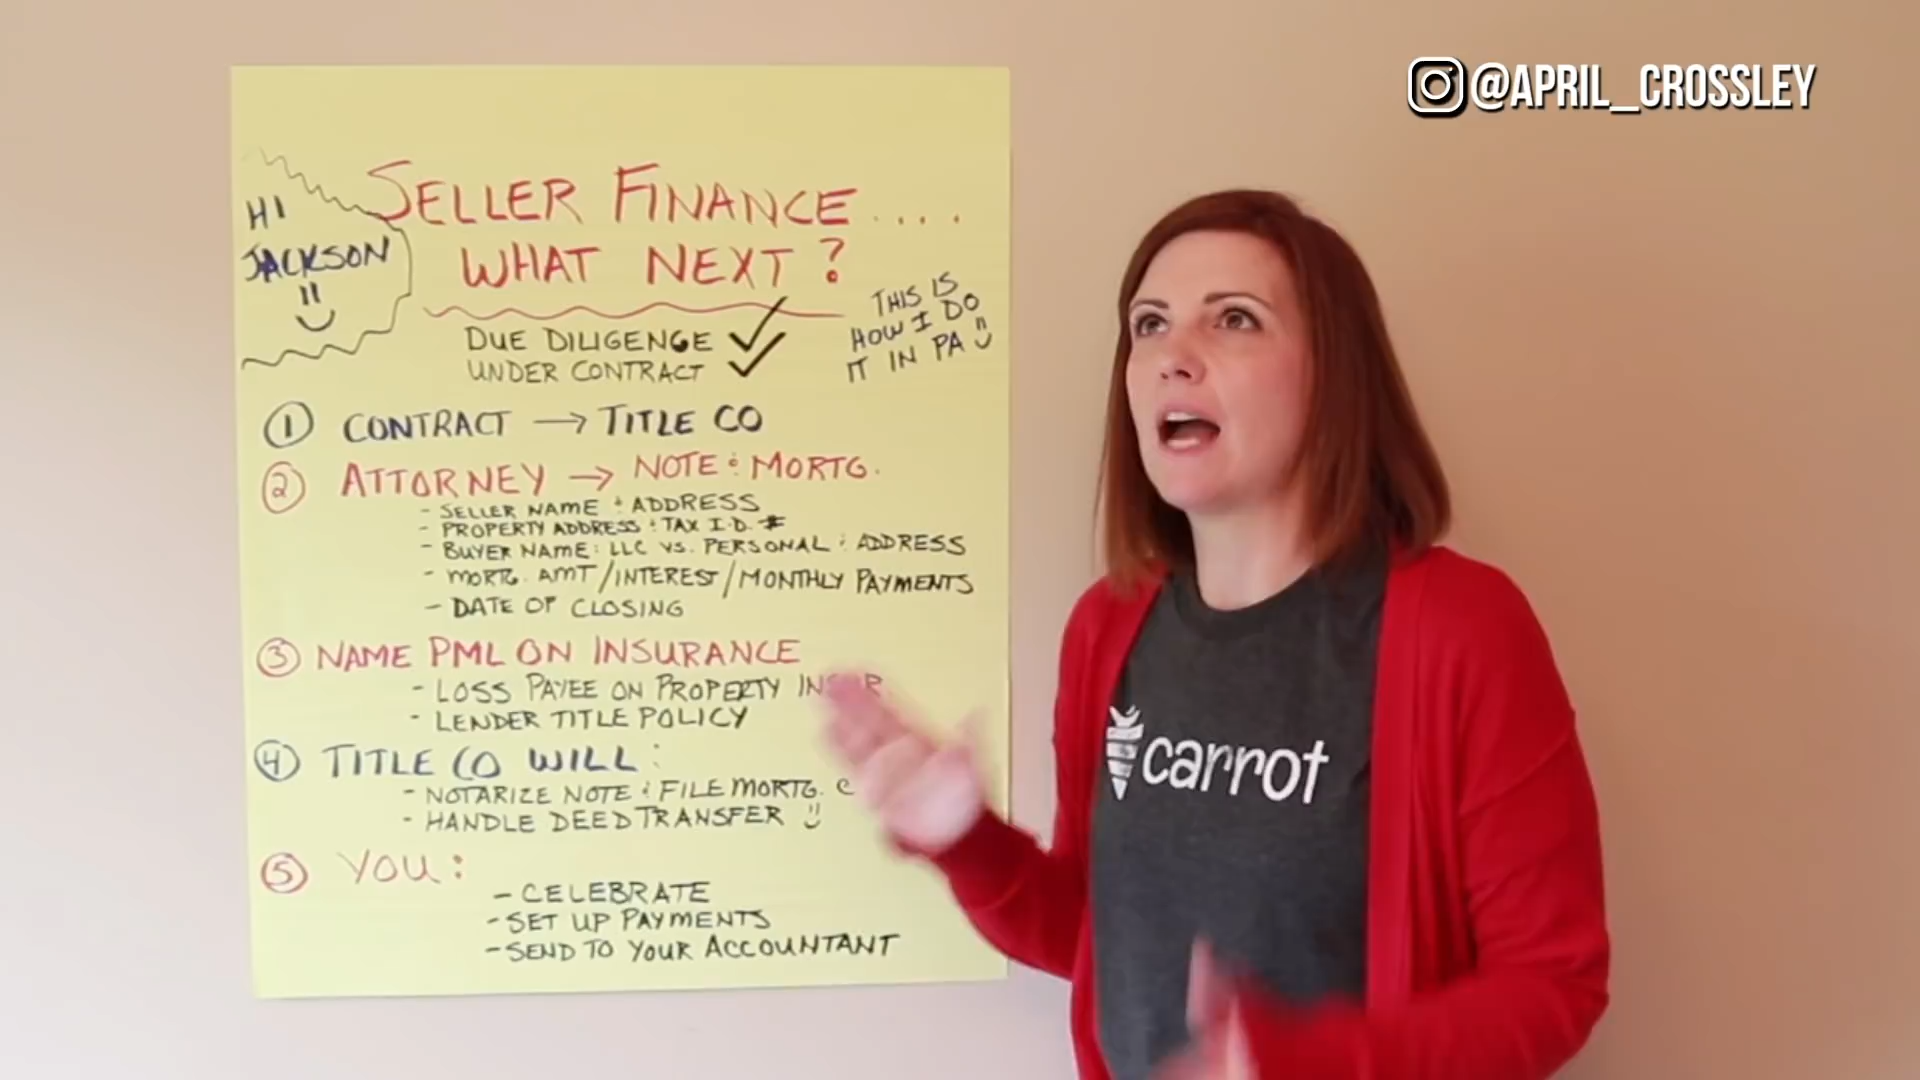 @APRIL_CROSSLEY
HI
JACKSON
SELLER FINANCE....
WHAT NEXT?
DUE DILIGENCE ✓
UNDER CONTRACT ✓
THIS IS
HOW I DO
IT IN PA
① CONTRACT → TITLE CO
② ATTORNEY → NOTE & MORTG.
- SELLER NAME & ADDRESS
- PROPERTY ADDRESS & TAX I.D. #
- BUYER NAME: LLC VS. PERSONAL & ADDRESS
- MORTG. AMT/INTEREST/MONTHLY PAYMENTS
- DATE OF CLOSING
③ NAME PML ON INSURANCE
- LOSS PAYEE ON PROPERTY INSUR
- LENDER TITLE POLICY
④ TITLE CO WILL:
- NOTARIZE NOTE & FILE MORTG.
- HANDLE DEED TRANSFER
⑤ YOU:
- CELEBRATE
- SET UP PAYMENTS
- SEND TO YOUR ACCOUNTANT
carrot